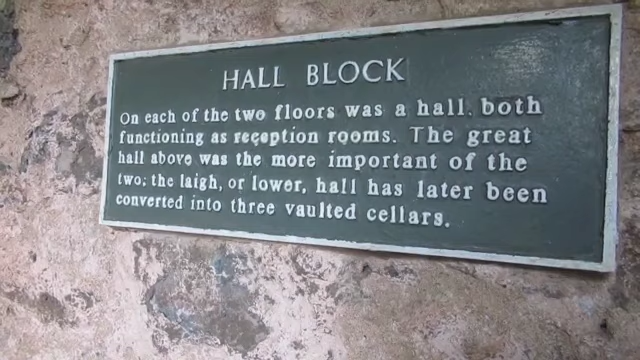 HALL BLOCK
On each of the two floors was a hall, both
functioning as reception rooms. The great
hall above was the more important of the
two; the laigh, or lower, hall has later been
converted into three vaulted cellars.